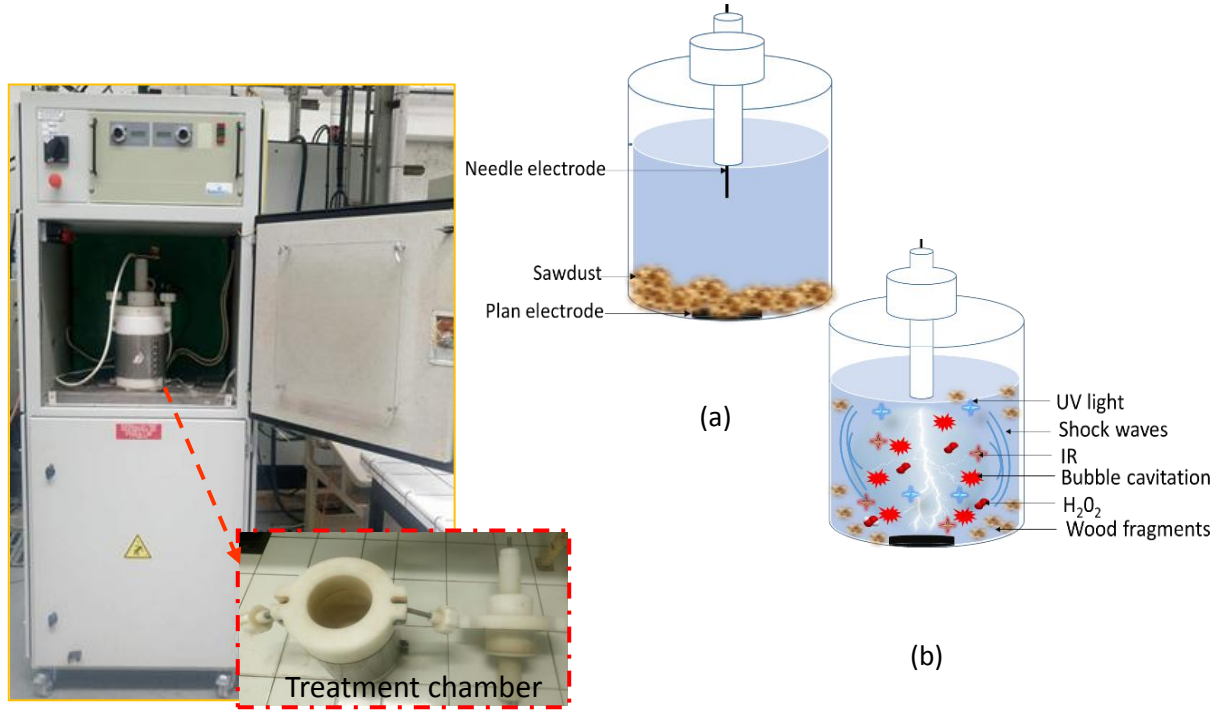 Needle electrode
Sawdust
Plan electrode
(a)
UV light
Shock waves
IR
Bubble cavitation
H₂0₂
Wood fragments
(b)
Treatment chamber